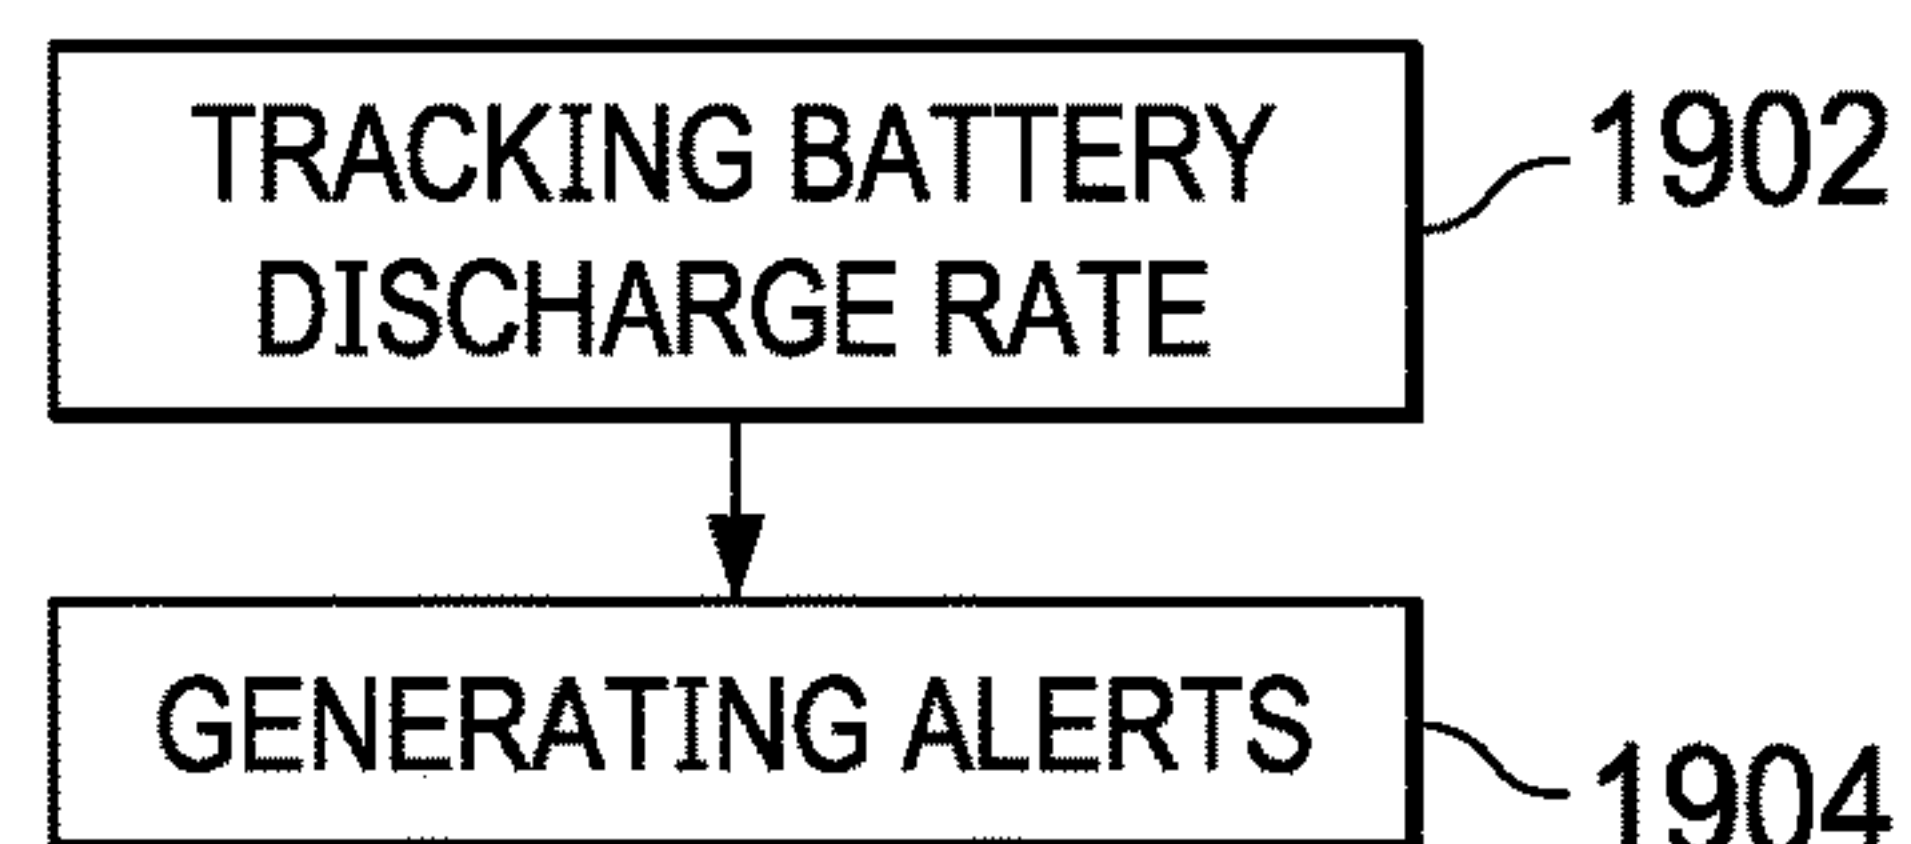 TRACKING BATTERY
DISCHARGE RATE
1902
GENERATING ALERTS
1904